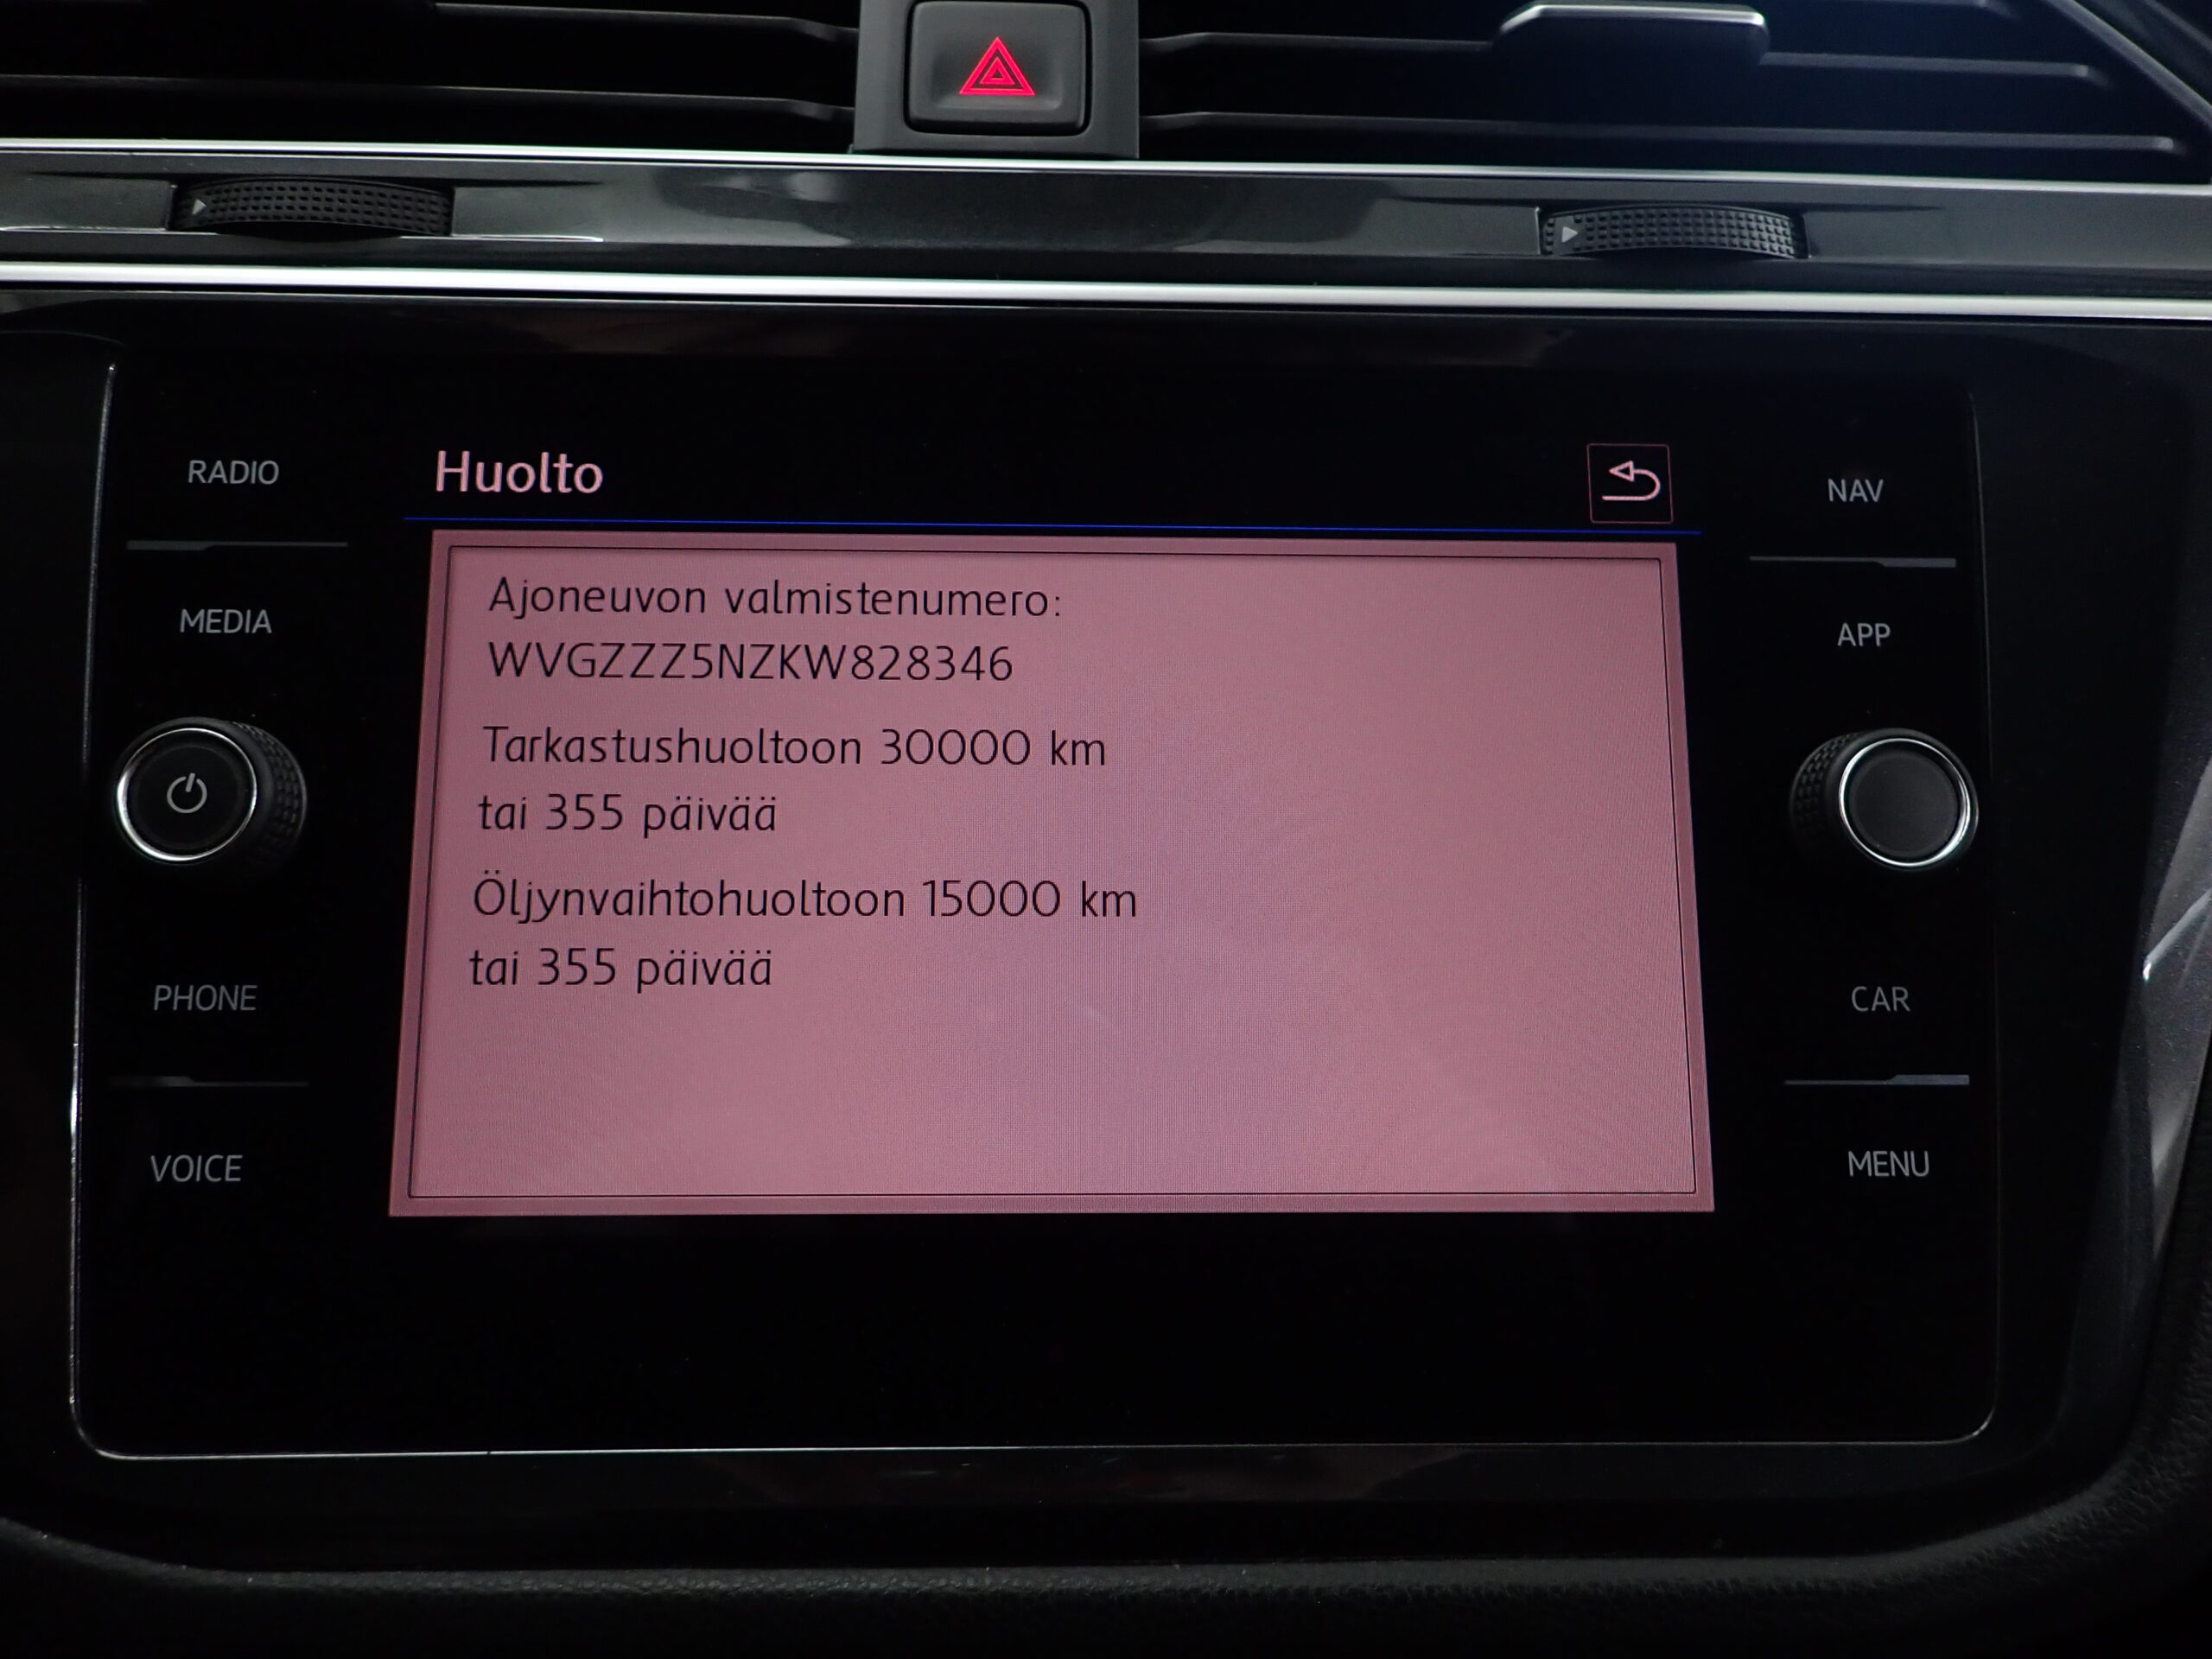 Huolto
RADIO
MEDIA
PHONE
VOICE
Ajoneuvon valmistenumero:
WVGZZZ5NZKW828346
Tarkastushuoltoon 30000 km
tai 355 päivää
Öljynvaihtohuoltoon 15000 km
tai 355 päivää
NAV
APP
CAR
MENU